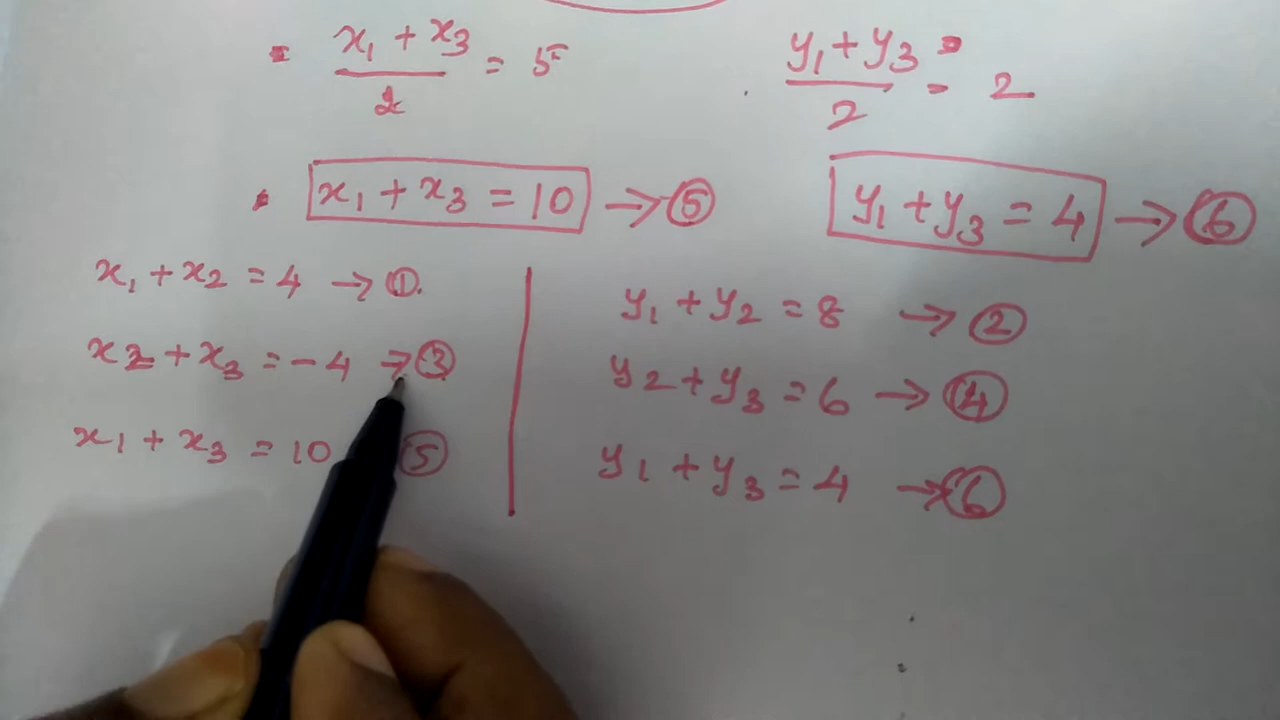 x₁ + x₃ / 2 = 5
y₁ + y₃ / 2 = 2
x₁ + x₃ = 10 → ⑤
y₁ + y₃ = 4 → ⑥
x₁ + x₂ = 4 → ①.
x₂ + x₃ = -4 → ③
x₁ + x₃ = 10 ⑤
y₁ + y₂ = 8 → ②
y₂ + y₃ = 6 → ④
y₁ + y₃ = 4 → ⑥